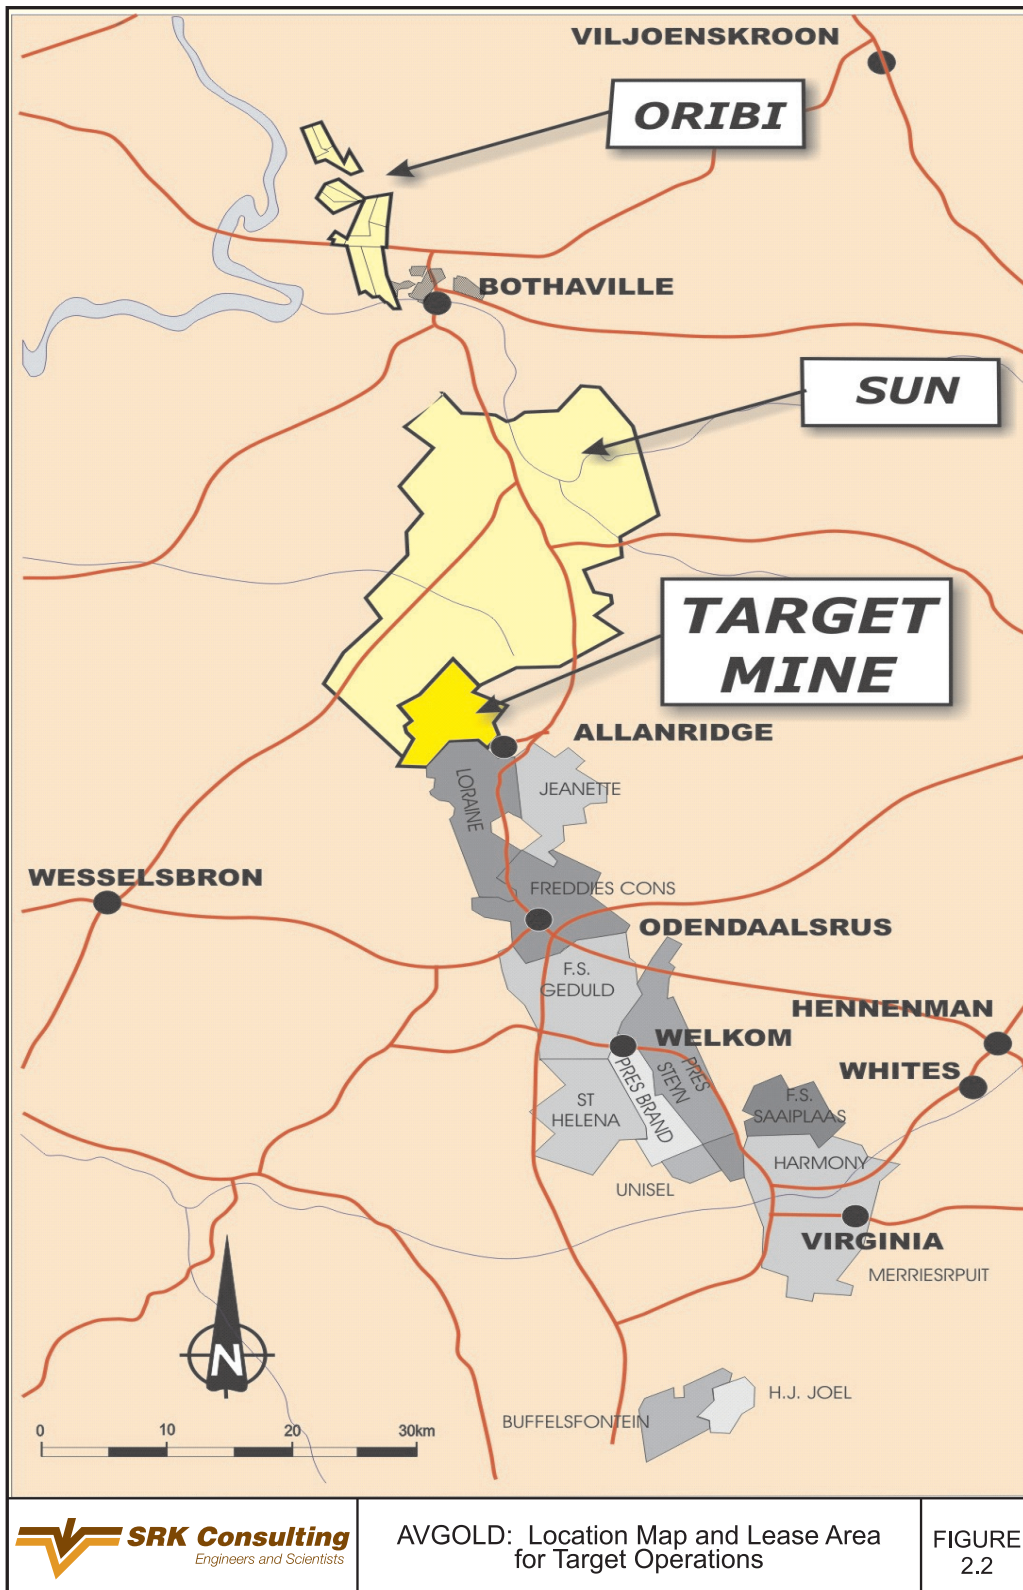 VILJOENSKROON
ORIBI
BOTHAVILLE
SUN
TARGET
MINE
ALLANRIDGE
LORAINE
JEANETTE
WESSELSBRON
FREDDIES CONS
ODENDAALSRUS
F.S.
GEDULD
HENNENMAN
WELKOM
WHITES
PRES
STEYN
PRES BRAND
ST
HELENA
F.S.
SAAIPLAAS
HARMONY
UNISEL
VIRGINIA
MERRIESRPUIT
N
H.J. JOEL
BUFFELSFONTEIN
0 10 20 30km
SRK Consulting
Engineers and Scientists
AVGOLD: Location Map and Lease Area
for Target Operations
FIGURE
2.2